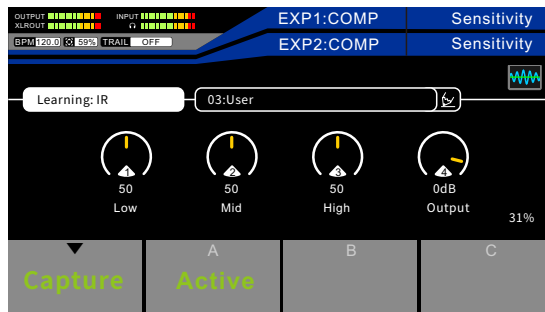 OUTPUT INPUT EXP1:COMP Sensitivity
XLROUT
BPM 120.0 59% TRAIL OFF EXP2:COMP Sensitivity
Learning: IR 03:User
1 2 3 4
50 50 50 0dB
Low Mid High Output
31%
A B C
Capture Active